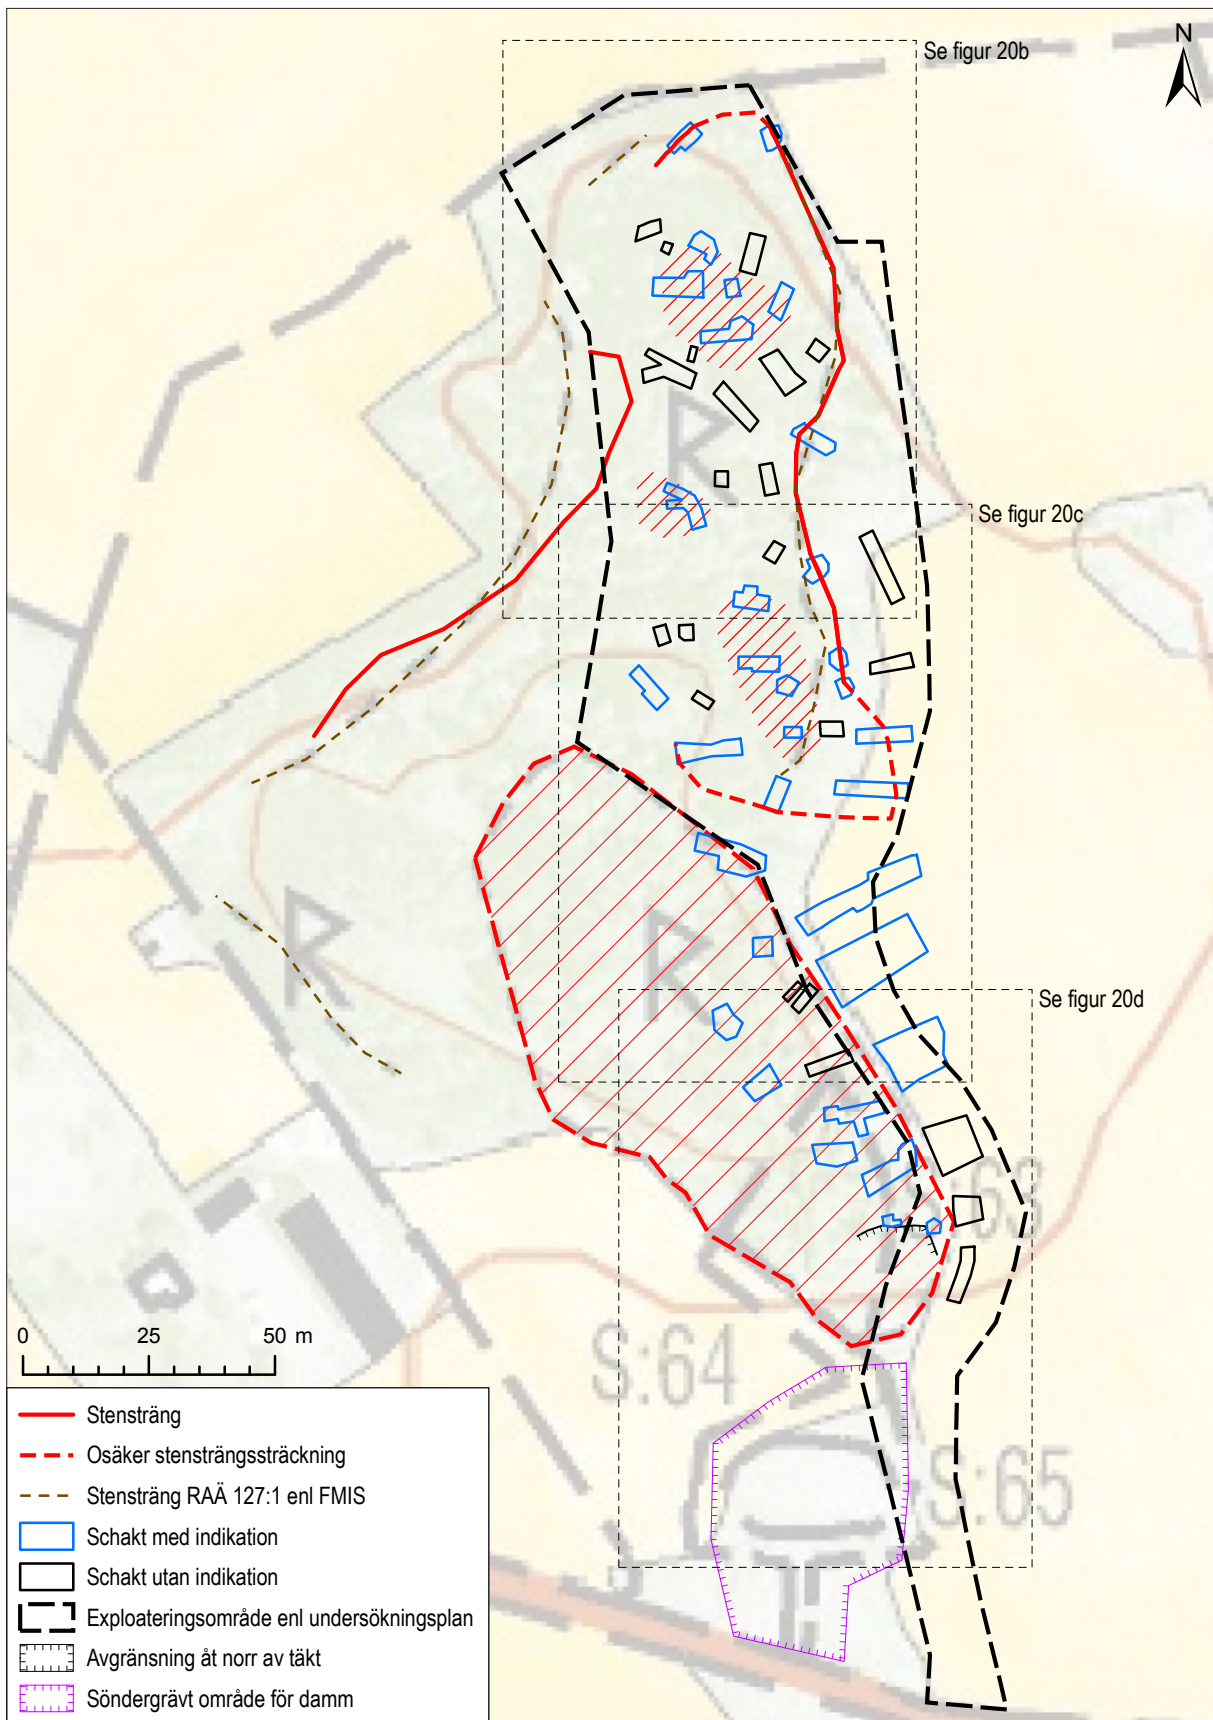 N
Se figur 20b
R
Se figur 20c
R
R
Se figur 20d
S:63
0 25 50 m
S:64
S:65
Stensträng
Osäker stensträngssträckning
Stensträng RAÄ 127:1 enl FMIS
Schakt med indikation
Schakt utan indikation
Exploateringsområde enl undersökningsplan
Avgränsning åt norr av täkt
Söndergrävt område för damm